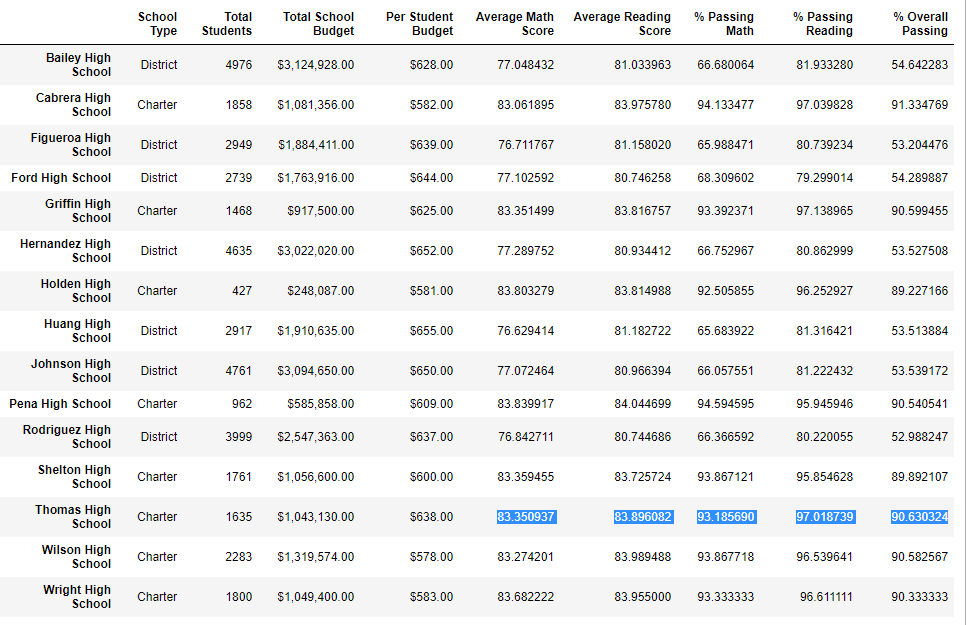 School Type Total Students Total School Budget Per Student Budget Average Math Score Average Reading Score % Passing Math % Passing Reading % Overall Passing
Bailey High School District 4976 $3,124,928.00 $628.00 77.048432 81.033963 66.680064 81.933280 54.642283
Cabrera High School Charter 1858 $1,081,356.00 $582.00 83.061895 83.975780 94.133477 97.039828 91.334769
Figueroa High School District 2949 $1,884,411.00 $639.00 76.711767 81.158020 65.988471 80.739234 53.204476
Ford High School District 2739 $1,763,916.00 $644.00 77.102592 80.746258 68.309602 79.299014 54.289887
Griffin High School Charter 1468 $917,500.00 $625.00 83.351499 83.816757 93.392371 97.138965 90.599455
Hernandez High School District 4635 $3,022,020.00 $652.00 77.289752 80.934412 66.752967 80.862999 53.527508
Holden High School Charter 427 $248,087.00 $581.00 83.803279 83.814988 92.505855 96.252927 89.227166
Huang High School District 2917 $1,910,635.00 $655.00 76.629414 81.182722 65.683922 81.316421 53.513884
Johnson High School District 4761 $3,094,650.00 $650.00 77.072464 80.966394 66.057551 81.222432 53.539172
Pena High School Charter 962 $585,858.00 $609.00 83.839917 84.044699 94.594595 95.945946 90.540541
Rodriguez High School District 3999 $2,547,363.00 $637.00 76.842711 80.744686 66.366592 80.220055 52.988247
Shelton High School Charter 1761 $1,056,600.00 $600.00 83.359455 83.725724 93.867121 95.854628 89.892107
Thomas High School Charter 1635 $1,043,130.00 $638.00 83.350937 83.896082 93.185690 97.018739 90.630324
Wilson High School Charter 2283 $1,319,574.00 $578.00 83.274201 83.989488 93.867718 96.539641 90.582567
Wright High School Charter 1800 $1,049,400.00 $583.00 83.682222 83.955000 93.333333 96.611111 90.333333